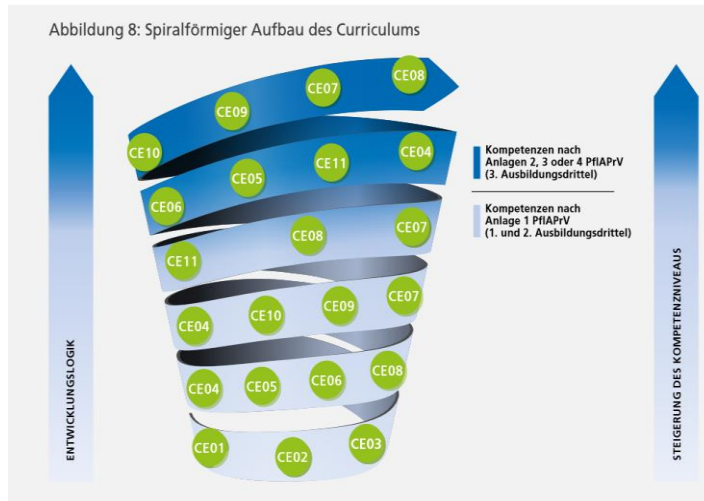 Abbildung 8: Spiralförmiger Aufbau des Curriculums
CE10 CE09 CE07 CE08
CE06 CE05 CE11 CE04
CE11 CE08 CE07
CE04 CE10 CE09 CE07
CE04 CE05 CE06 CE08
CE01 CE02 CE03
ENTWICKLUNGSLOGIK
Kompetenzen nach
Anlagen 2, 3 oder 4 PflAPrV
(3. Ausbildungsdrittel)
Kompetenzen nach
Anlage 1 PflAPrV
(1. und 2. Ausbildungsdrittel)
STEIGERUNG DES KOMPETENZNIVEAUS